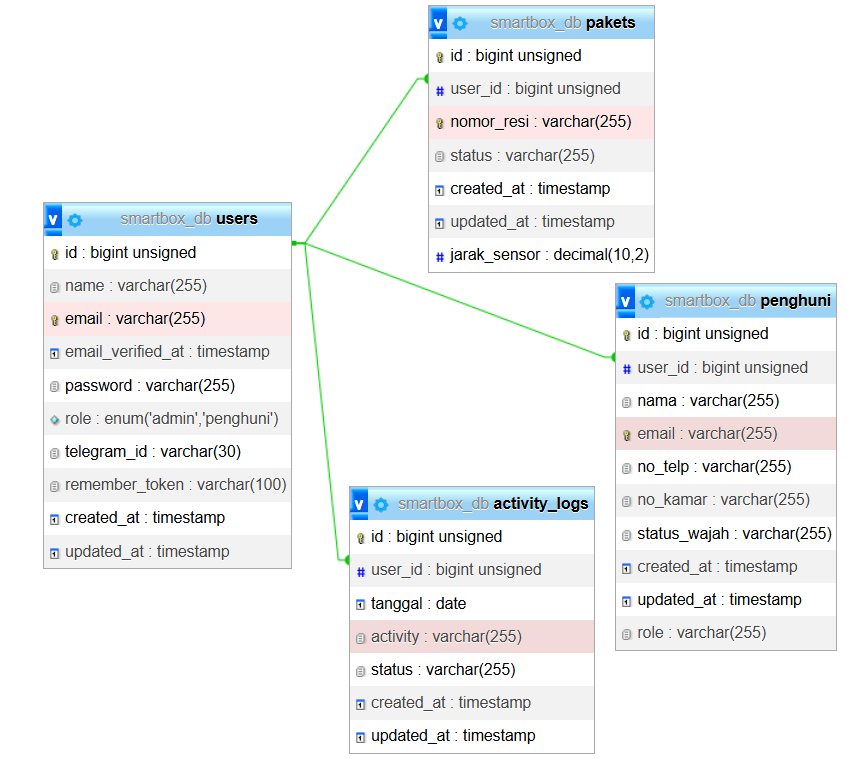 smartbox_db pakets
id : bigint unsigned
user_id : bigint unsigned
nomor_resi : varchar(255)
status : varchar(255)
created_at : timestamp
updated_at : timestamp
jarak_sensor : decimal(10,2)
smartbox_db users
id : bigint unsigned
name : varchar(255)
email : varchar(255)
email_verified_at : timestamp
password : varchar(255)
role : enum('admin','penghuni')
telegram_id : varchar(30)
remember_token : varchar(100)
created_at : timestamp
updated_at : timestamp
smartbox_db penghuni
id : bigint unsigned
user_id : bigint unsigned
nama : varchar(255)
email : varchar(255)
no_telp : varchar(255)
no_kamar : varchar(255)
status_wajah : varchar(255)
created_at : timestamp
updated_at : timestamp
role : varchar(255)
smartbox_db activity_logs
id : bigint unsigned
user_id : bigint unsigned
tanggal : date
activity : varchar(255)
status : varchar(255)
created_at : timestamp
updated_at : timestamp